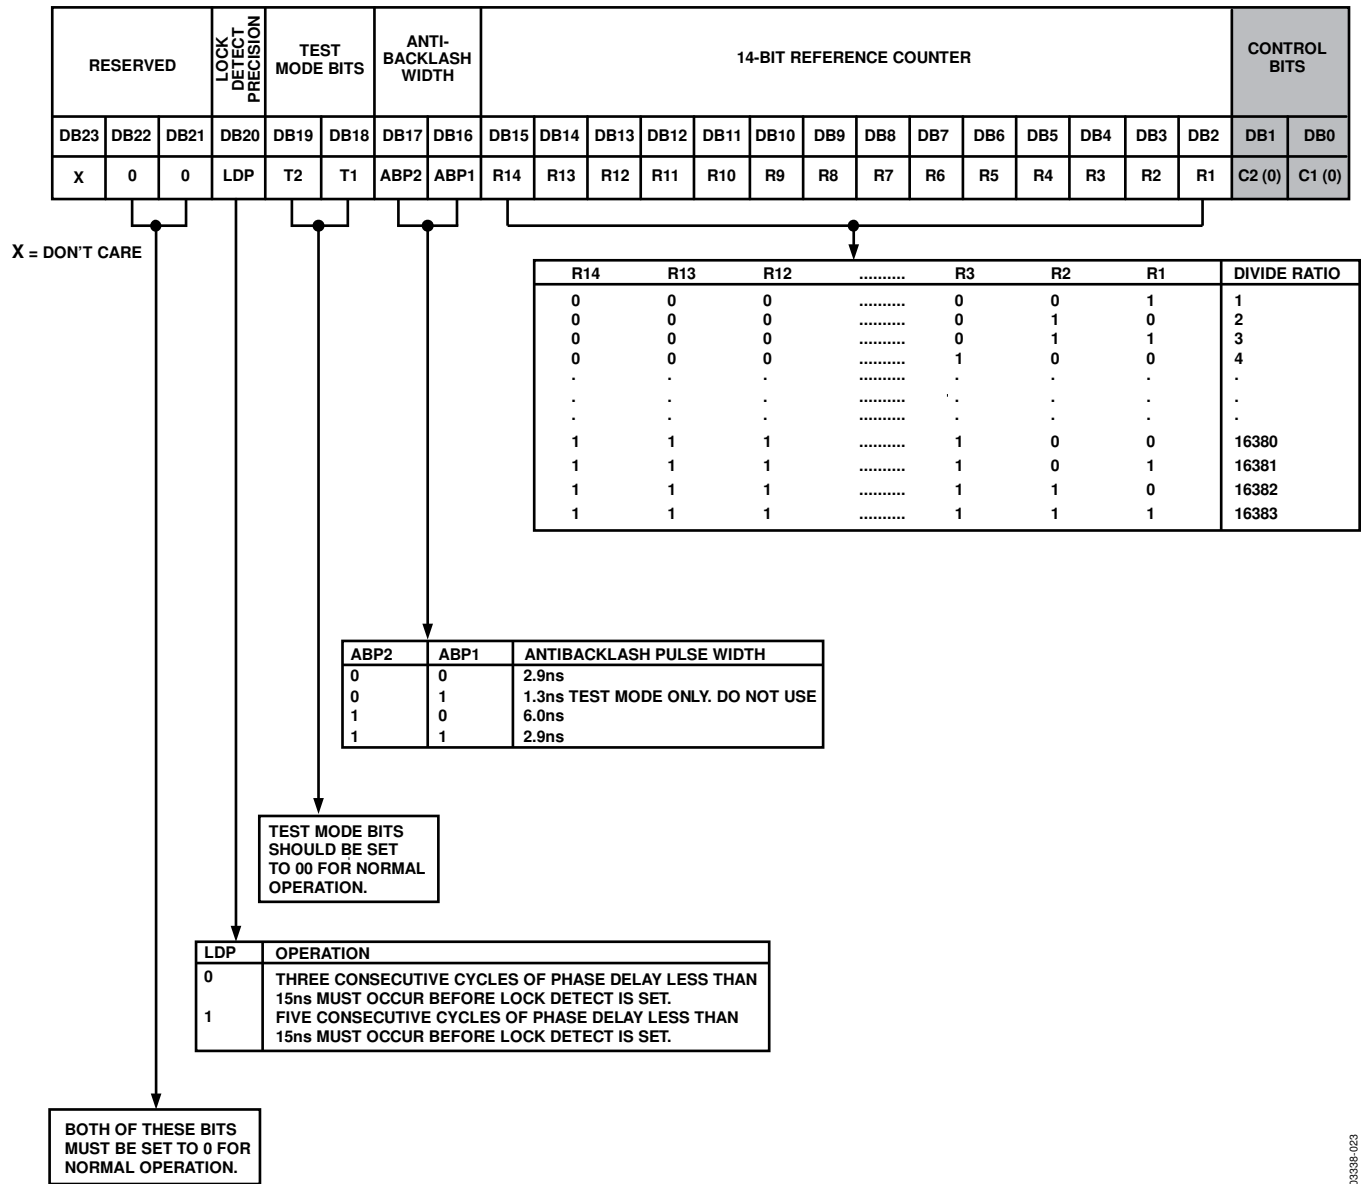 RESERVED
LOCK
DETECT
PRECISION
TEST
MODE BITS
ANTI-
BACKLASH
WIDTH
14-BIT REFERENCE COUNTER
CONTROL
BITS
DB23 DB22 DB21 DB20 DB19 DB18 DB17 DB16 DB15 DB14 DB13 DB12 DB11 DB10 DB9 DB8 DB7 DB6 DB5 DB4 DB3 DB2 DB1 DB0
X 0 0 LDP T2 T1 ABP2 ABP1 R14 R13 R12 R11 R10 R9 R8 R7 R6 R5 R4 R3 R2 R1 C2 (0) C1 (0)
X = DON'T CARE
R14 R13 R12 .......... R3 R2 R1 DIVIDE RATIO
0 0 0 .......... 0 0 1 1
0 0 0 .......... 0 1 0 2
0 0 0 .......... 0 1 1 3
0 0 0 .......... 1 0 0 4
. . . .......... . . . .
. . . .......... . . . .
. . . .......... . . . .
1 1 1 .......... 1 0 0 16380
1 1 1 .......... 1 0 1 16381
1 1 1 .......... 1 1 0 16382
1 1 1 .......... 1 1 1 16383
ABP2 ABP1 ANTIBACKLASH PULSE WIDTH
0 0 2.9ns
0 1 1.3ns TEST MODE ONLY. DO NOT USE
1 0 6.0ns
1 1 2.9ns
TEST MODE BITS
SHOULD BE SET
TO 00 FOR NORMAL
OPERATION.
LDP OPERATION
0 THREE CONSECUTIVE CYCLES OF PHASE DELAY LESS THAN
15ns MUST OCCUR BEFORE LOCK DETECT IS SET.
1 FIVE CONSECUTIVE CYCLES OF PHASE DELAY LESS THAN
15ns MUST OCCUR BEFORE LOCK DETECT IS SET.
BOTH OF THESE BITS
MUST BE SET TO 0 FOR
NORMAL OPERATION.
03338-023